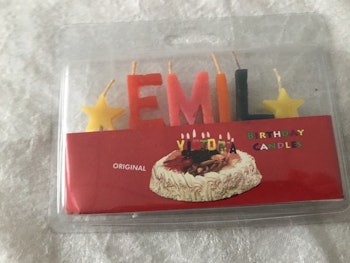 EMIL
VICTORIA
BIRTHDAY
CANDLES
ORIGINAL